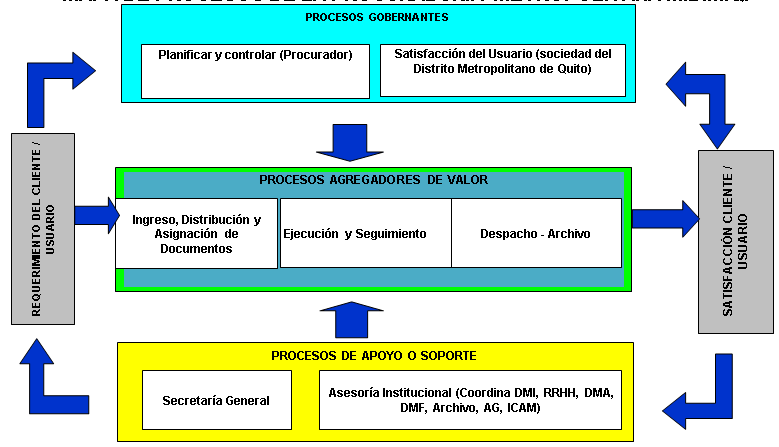 PROCESOS GOBERNANTES
Planificar y controlar (Procurador)
Satisfacción del Usuario (sociedad del
Distrito Metropolitano de Quito)
REQUERIMIENTO DEL CLIENTE /
USUARIO
PROCESOS AGREGADORES DE VALOR
Ingreso, Distribución y
Asignación de
Documentos
Ejecución y Seguimiento
Despacho - Archivo
SATISFACCIÓN CLIENTE /
USUARIO
PROCESOS DE APOYO O SOPORTE
Secretaría General
Asesoría Institucional (Coordina DMI, RRHH, DMA,
DMF, Archivo, AG, ICAM)